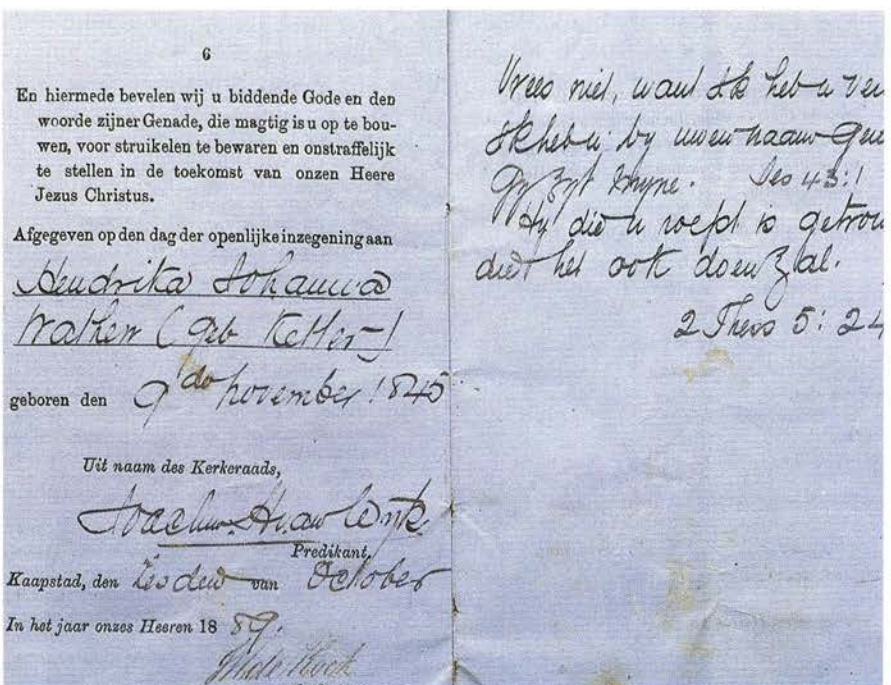 6
En hiermede bevelen wij u biddende Gode en den
woorde zijner Genade, die magtig is u op te bou-
wen, voor struikelen te bewaren en onstraffelijk
te stellen in de toekomst van onzen Heere
Jezus Christus.
Afgegeven op den dag der openlijke inzegening aan
Hendrika Johanna
(geb Keller)
geboren den 9de november 1845
Uit naam des Kerkeraads,
Predikant,
Kaapstad, den Zesden van October
In het jaar onzes Heeren 1889.
Vrees niet, want Ik heb u ver
Ik heb u by uwen naam
Gy zyt myne. Jes 43:1
Hy die u roept is getrou
die het ook doen zal.
2 Thess 5:24